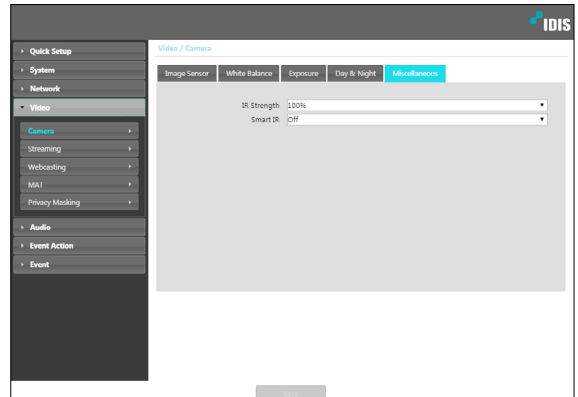 IDIS
Quick Setup
System
Network
Video
Camera
Streaming
Webcasting
MAT
Privacy Masking
Audio
Event Action
Event
Video / Camera
Image Sensor White Balance Exposure Day & Night Miscellaneous
IR Strength 100%
Smart IR Off